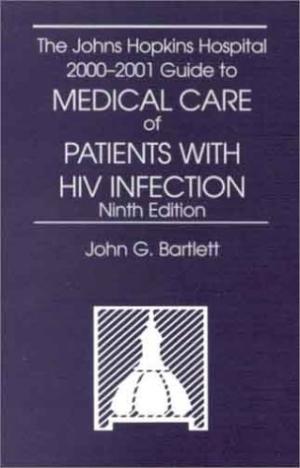 The Johns Hopkins Hospital
2000–2001 Guide to
MEDICAL CARE
of
PATIENTS WITH
HIV INFECTION
Ninth Edition
John G. Bartlett